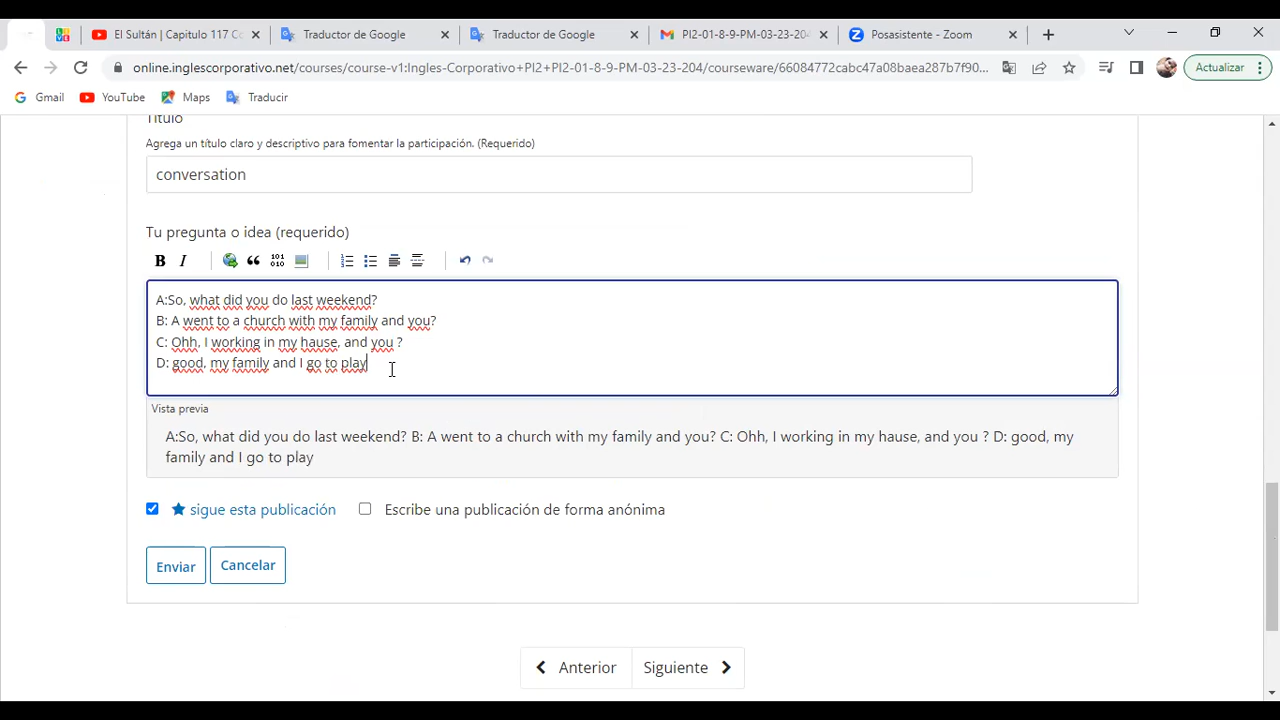 El Sultán | Capitulo 117 Co
Traductor de Google
Traductor de Google
PI2-01-8-9-PM-03-23-204
Posasistente - Zoom
online.inglescorporativo.net/courses/course-v1:Ingles-Corporativo+PI2+PI2-01-8-9-PM-03-23-204/courseware/66084772cabc47a08baea287b7f90...
Actualizar
Gmail
YouTube
Maps
Traducir
Título
Agrega un título claro y descriptivo para fomentar la participación. (Requerido)
conversation
Tu pregunta o idea (requerido)
B I
A:So, what did you do last weekend?
B: A went to a church with my family and you?
C: Ohh, I working in my hause, and you ?
D: good, my family and I go to play
Vista previa
A:So, what did you do last weekend? B: A went to a church with my family and you? C: Ohh, I working in my hause, and you ? D: good, my
family and I go to play
sigue esta publicación
Escribe una publicación de forma anónima
Enviar
Cancelar
Anterior
Siguiente